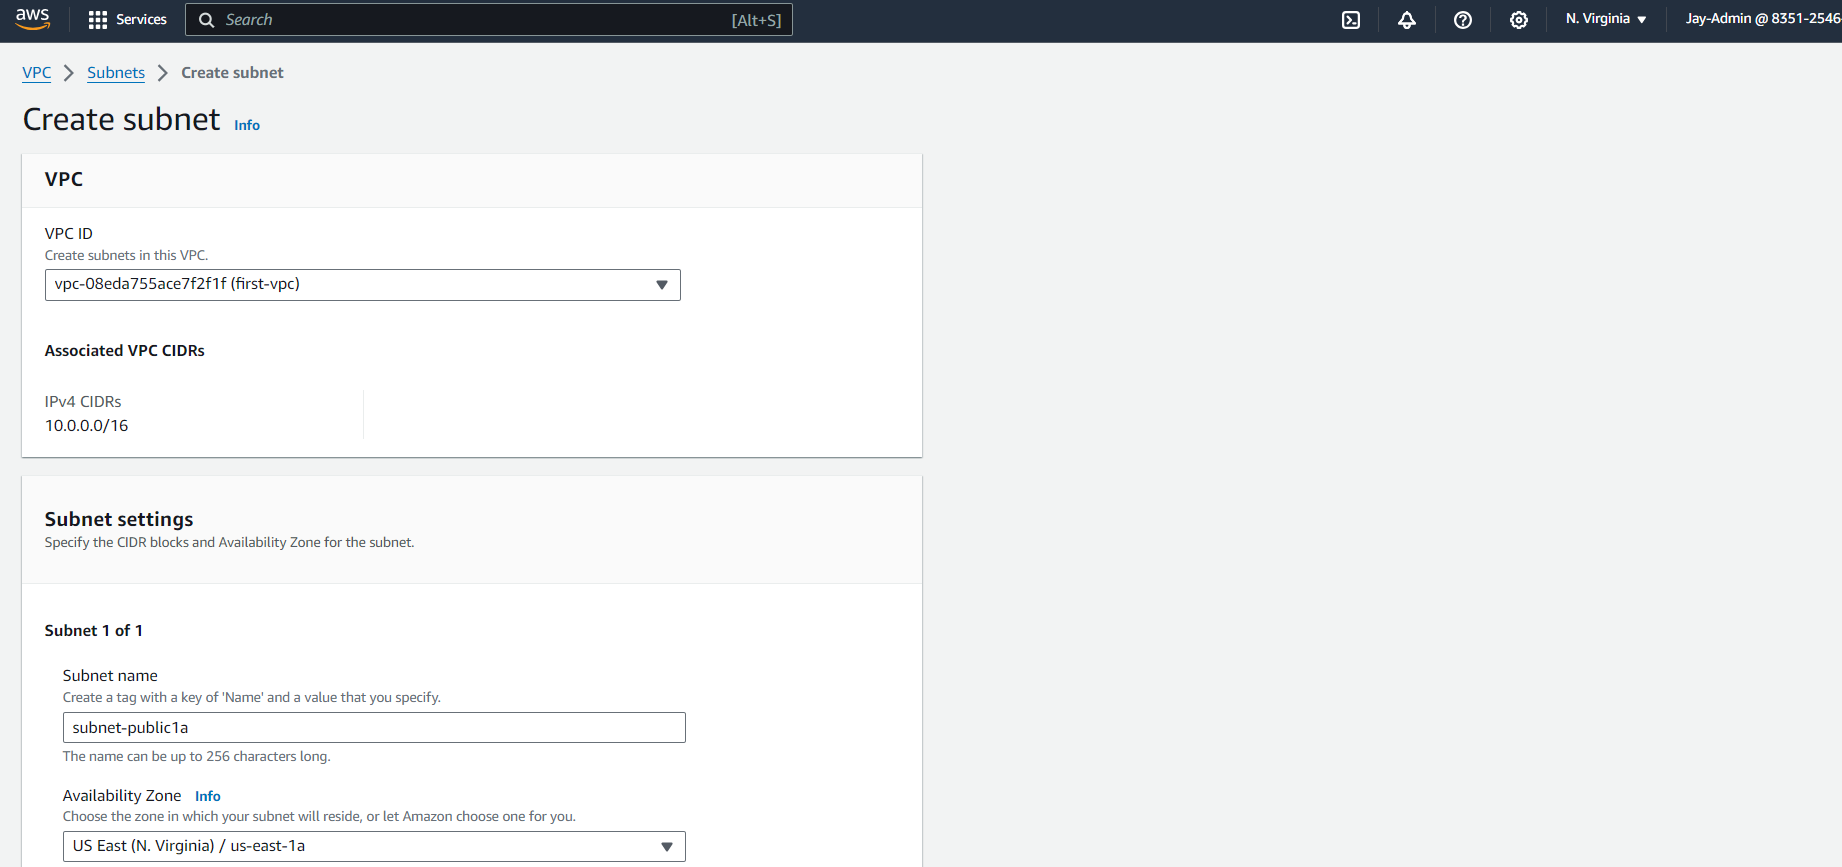 aws Services Search [Alt+S] N. Virginia Jay-Admin @ 8351-2546
VPC Subnets Create subnet
Create subnet Info
VPC
VPC ID
Create subnets in this VPC.
vpc-08eda755ace7f2f1f (first-vpc)
Associated VPC CIDRs
IPv4 CIDRs
10.0.0.0/16
Subnet settings
Specify the CIDR blocks and Availability Zone for the subnet.
Subnet 1 of 1
Subnet name
Create a tag with a key of 'Name' and a value that you specify.
subnet-public1a
The name can be up to 256 characters long.
Availability Zone Info
Choose the zone in which your subnet will reside, or let Amazon choose one for you.
US East (N. Virginia) / us-east-1a